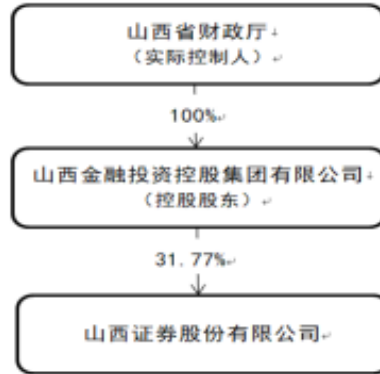 山西省财政厅
（实际控制人）
100%
山西金融投资控股集团有限公司
（控股股东）
31.77%
山西证券股份有限公司